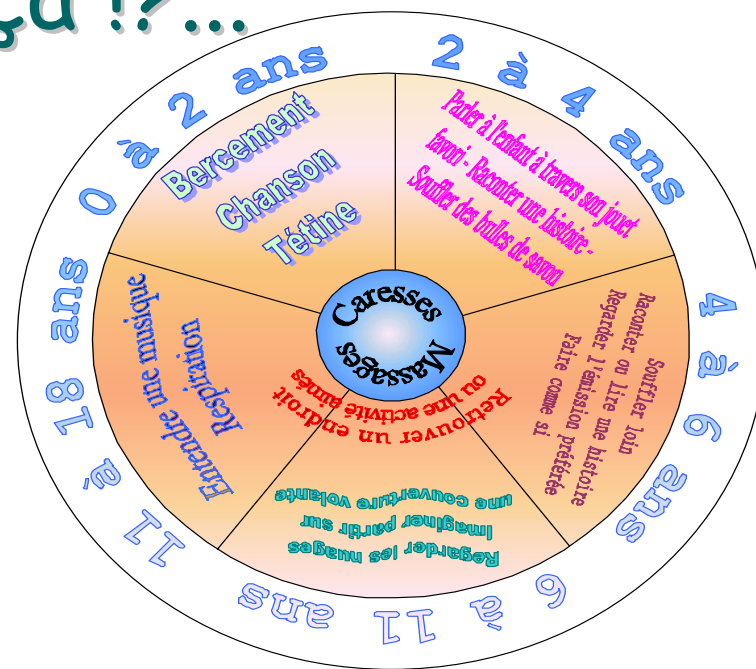 ça !?...
0 à 2 ans
Bercement
Chanson
Tétine
2 à 4 ans
Parler à l'enfant à travers son jouet
favori - Raconter une histoire -
Souffler des bulles de savon
4 à 6 ans
Souffler loin
Raconter ou lire une histoire
Regarder l'émission préférée
Faire comme si
6 à 11 ans
Regarder les nuages
Imaginer partir sur
une couverture volante
11 à 18 ans
Entendre une musique
Respiration
Retrouver un endroit
ou une activité aimés
Caresses
Massages